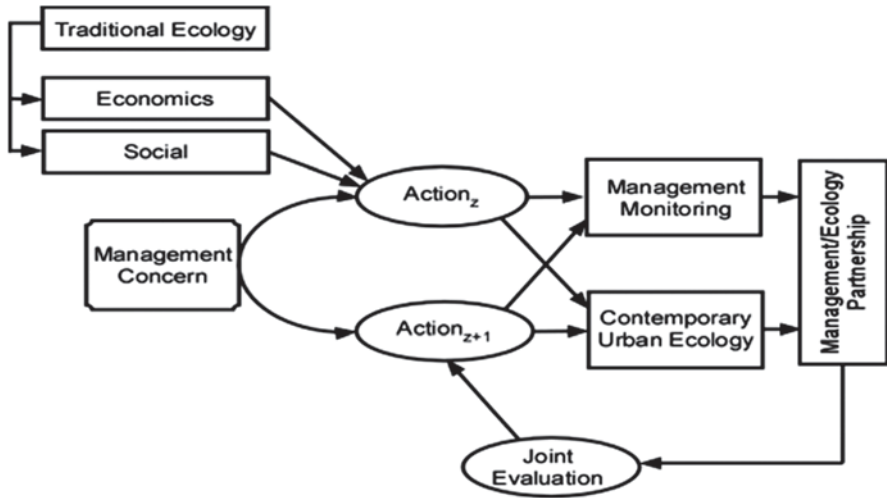 Traditional Ecology
Economics
Social
Management
Concern
Action_z
Action_z+1
Management
Monitoring
Contemporary
Urban Ecology
Management/Ecology
Partnership
Joint
Evaluation